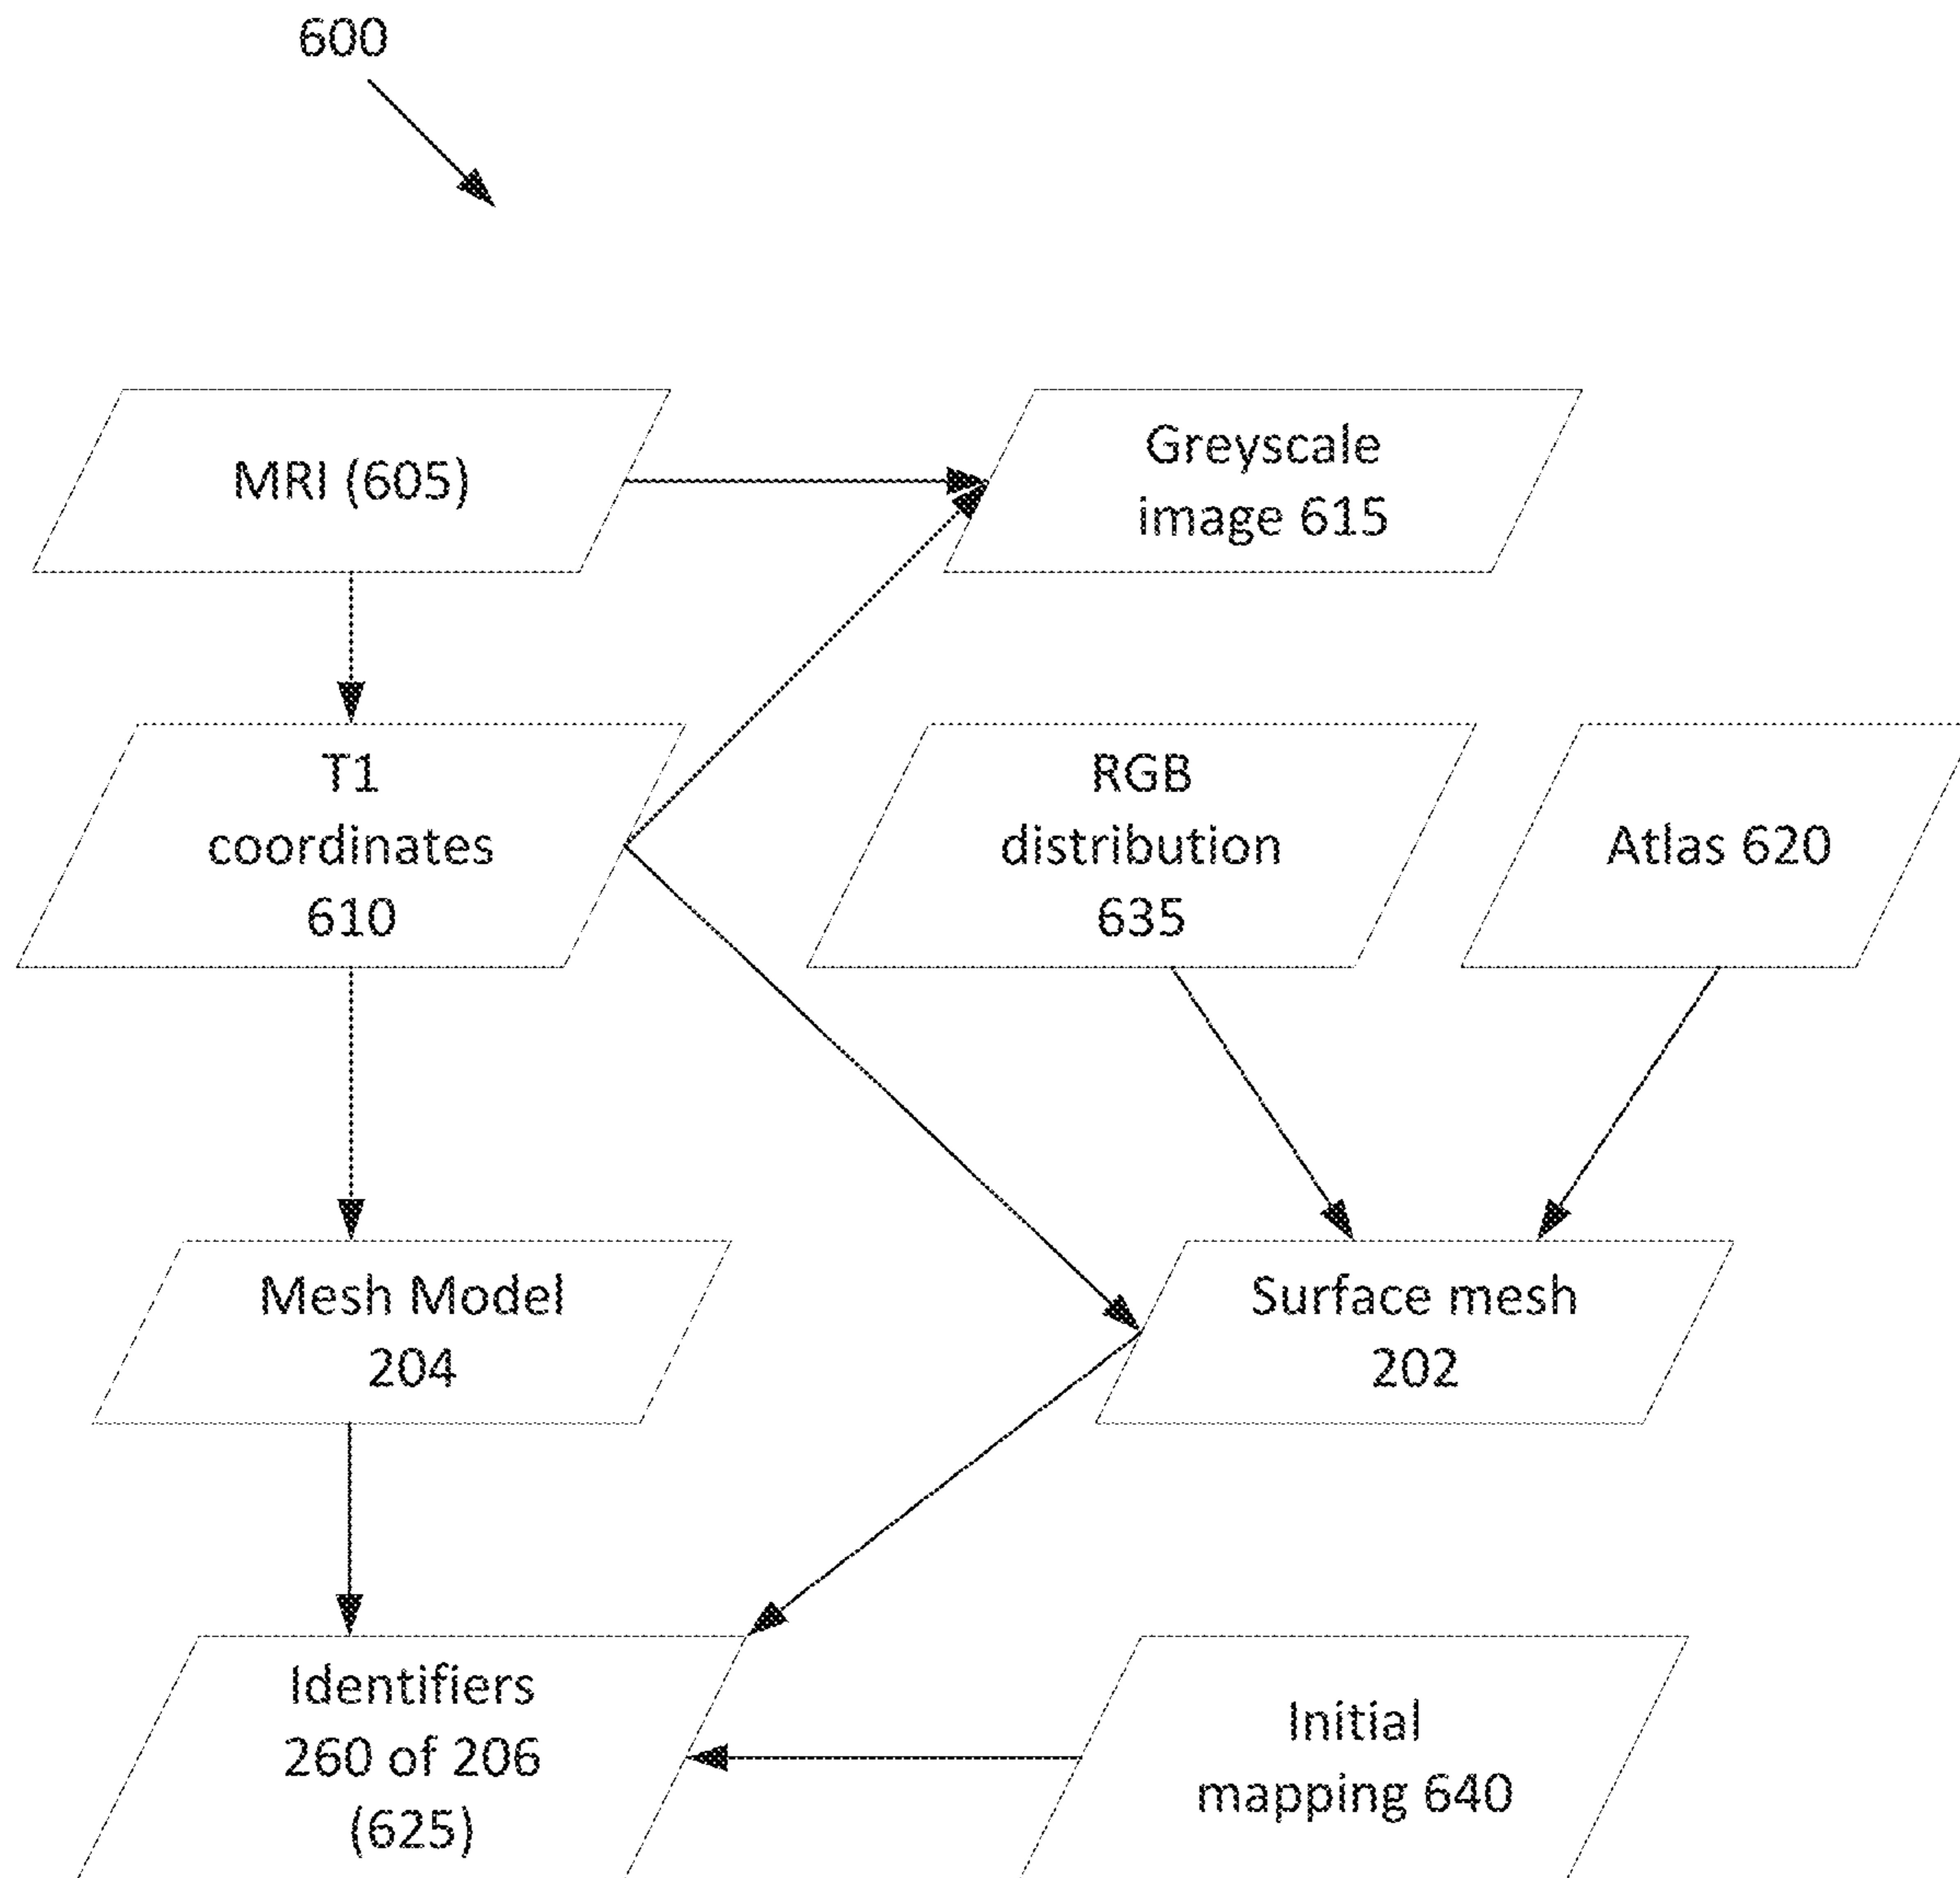 600
MRI (605)
Greyscale
image 615
T1
coordinates
610
RGB
distribution
635
Atlas 620
Mesh Model
204
Surface mesh
202
Identifiers
260 of 206
(625)
Initial
mapping 640